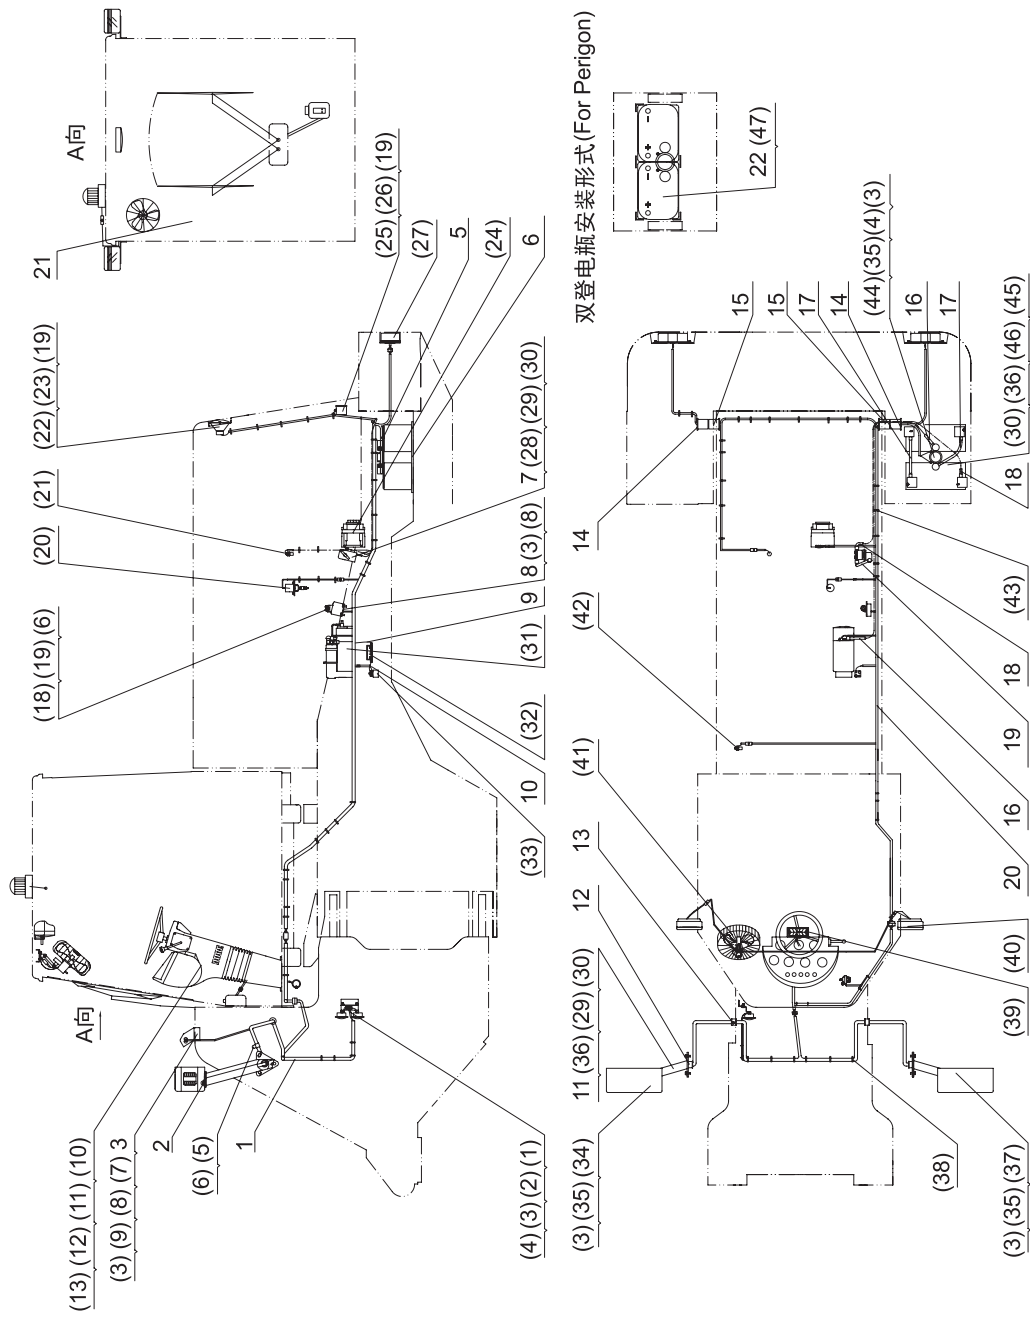 (13) (12) (11) (10)
(3) (9) (8) (7) 3
2
(6) (5)
1
(4) (3) (2) (1)
A向
(18) (19) (6)
(20)
(21)
(22) (23) (19)
21
A向
(25) (26) (19)
(27)
5
(24)
6
7 (28) (29) (30)
8 (3) (8)
9
(31)
(32)
10
(33)
双登电瓶安装形式(For Perigon)
+
-
+
-
22 (47)
(3) (35) (34)
11 (36) (29) (30)
12
13
(41)
(42)
14
15
15
17
14
(44)(35)(4)(3)
16
17
(30) (36) (46) (45)
18
(43)
18
19
16
20
(40)
(39)
(38)
(3) (35) (37)